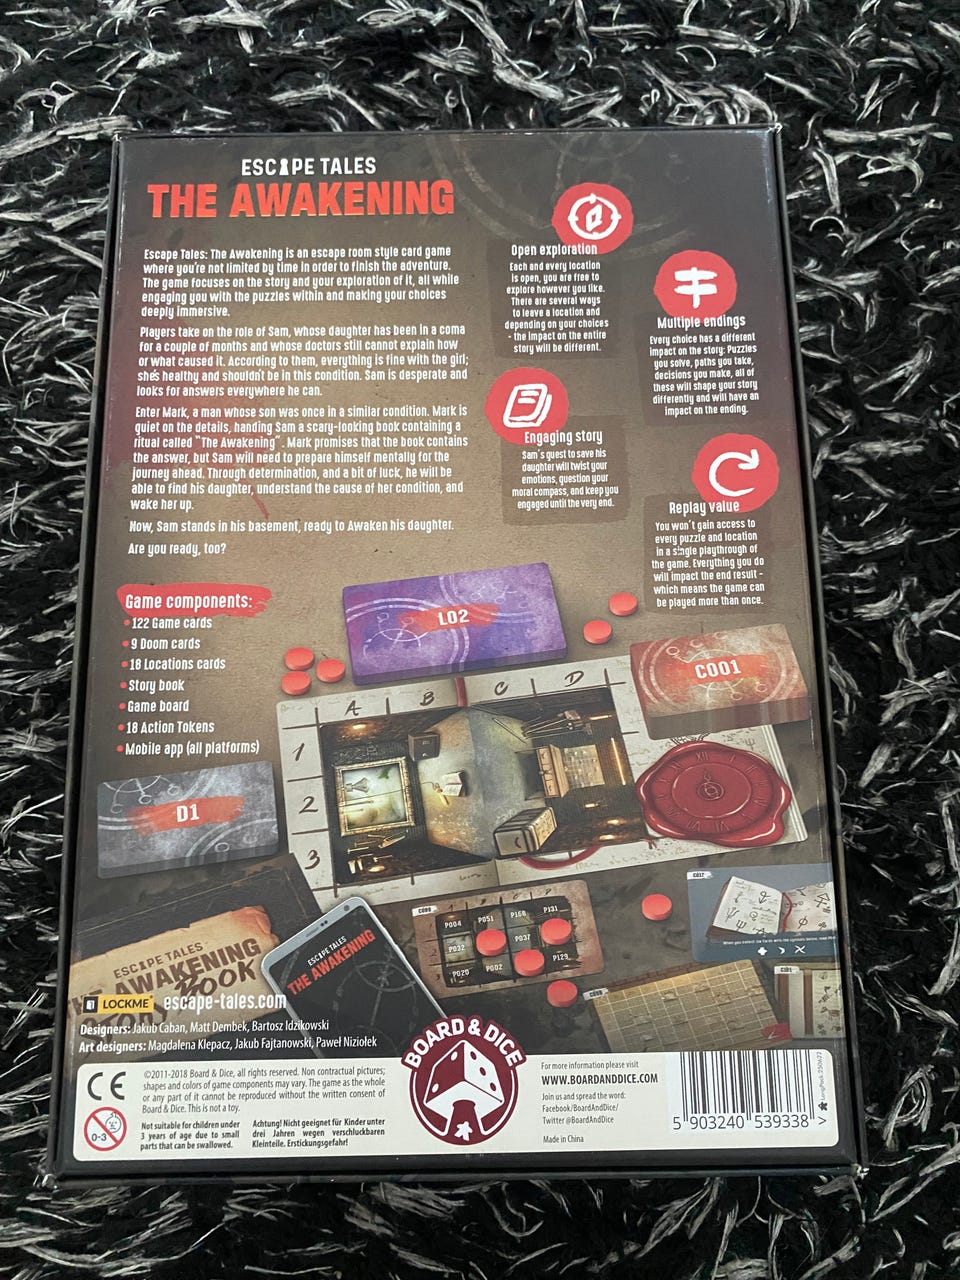 ESCAPE TALES
THE AWAKENING
Escape Tales: The Awakening is an escape room style card game
where you're not limited by time in order to finish the adventure.
The game focuses on the story and your exploration of it, all while
engaging you with the puzzles within and making your choices
deeply immersive.
Players take on the role of Sam, whose daughter has been in a coma
for a couple of months and whose doctors still cannot explain how
or what caused it. According to them, everything is fine with the girl;
she's healthy and shouldn't be in this condition. Sam is desperate and
looks for answers everywhere he can.
Enter Mark, a man whose son was once in a similar condition. Mark is
quiet on the details, handing Sam a scary-looking book containing a
ritual called "The Awakening". Mark promises that the book contains
the answer, but Sam will need to prepare himself mentally for the
journey ahead. Through determination, and a bit of luck, he will be
able to find his daughter, understand the cause of her condition, and
wake her up.
Now, Sam stands in his basement, ready to Awaken his daughter.
Are you ready, too?
Open exploration
Each and every location
is open, you are free to
explore however you like.
There are several ways
to leave a location and
depending on your choices
- the impact on the entire
story will be different.
Multiple endings
Every choice has a different
impact on the story: Puzzles
you solve, paths you take,
decisions you make, all of
these will shape your story
differently and will have an
impact on the ending.
Engaging story
Sam's quest to save his
daughter will twist your
emotions, question your
moral compass, and keep you
engaged until the very end.
Replay value
You won't gain access to
every puzzle and location
in a single playthrough of
the game. Everything you do
will impact the end result -
which means the game can
be played more than once.
Game components:
• 122 Game cards
• 9 Doom cards
• 18 Locations cards
• Story book
• Game board
• 18 Action Tokens
• Mobile app (all platforms)
L02
C001
A B C D
1
2
3
D1
C099
P004 P051 P168 P131
P032 P037
P020 P002 P129
C017
C101
ESCAPE TALES
THE AWAKENING
BOOK
ESCAPE TALES
THE AWAKENING
LOCKME escape-tales.com
Designers: Jakub Caban, Matt Dembek, Bartosz Idzikowski
Art designers: Magdalena Klepacz, Jakub Fajtanowski, Paweł Niziołek
CE
0-3
©2011-2018 Board & Dice, all rights reserved. Non contractual pictures;
shapes and colors of game components may vary. The game as the whole
or any part of it cannot be reproduced without the written consent of
Board & Dice. This is not a toy.
Not suitable for children under
3 years of age due to small
parts that can be swallowed.
Achtung! Nicht geeignet für Kinder unter
drei Jahren wegen verschluckbaren
Kleinteile. Erstickungsgefahr!
BOARD & DICE
For more information please visit
WWW.BOARDANDDICE.COM
Join us and spread the word:
Facebook/BoardAndDice/
Twitter @BoardAndDice
Made in China
5 903240 539338 >
LongPack 250622